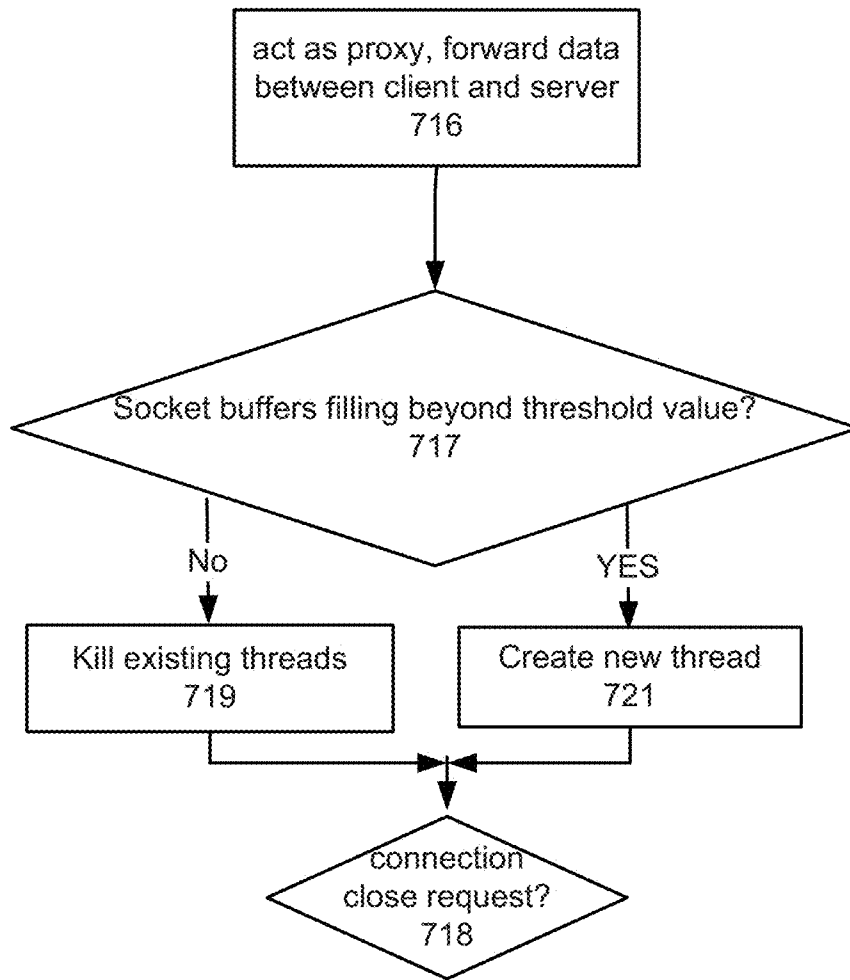 act as proxy, forward data
between client and server
716
Socket buffers filling beyond threshold value?
717
No
YES
Kill existing threads
719
Create new thread
721
connection
close request?
718